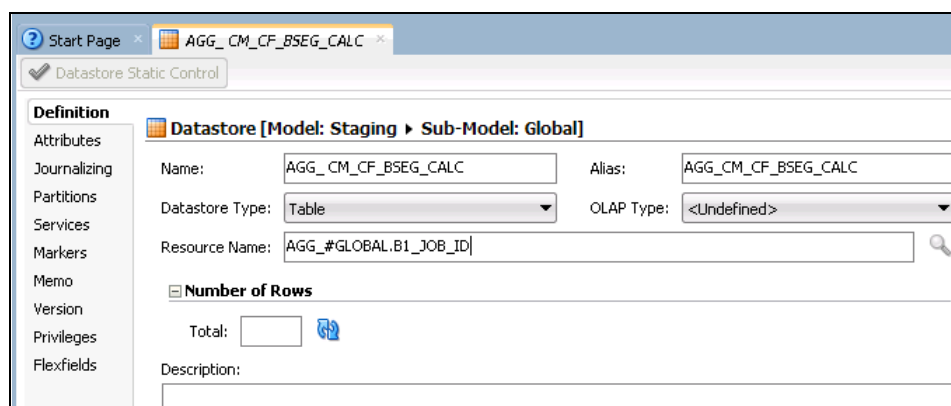 Start Page × AGG_ CM_CF_BSEG_CALC ×
Datastore Static Control
Definition
Attributes
Journalizing
Partitions
Services
Markers
Memo
Version
Privileges
Flexfields
Datastore [Model: Staging ▸ Sub-Model: Global]
Name: AGG_ CM_CF_BSEG_CALC Alias: AGG_CM_CF_BSEG_CALC
Datastore Type: Table OLAP Type: <Undefined>
Resource Name: AGG_#GLOBAL.B1_JOB_ID
Number of Rows
Total:
Description: